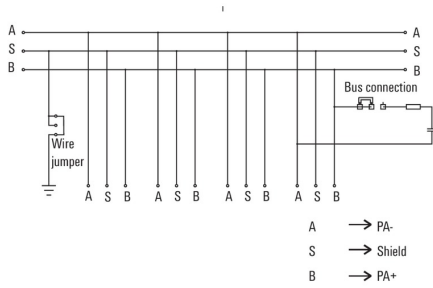 A A
S S
B B
Bus connection
Wire
jumper
A S B A S B A S B A S B
A → PA-
S → Shield
B → PA+